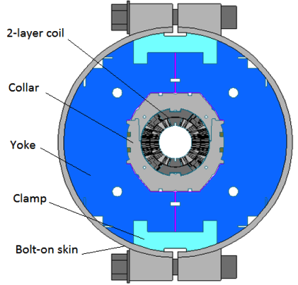 2-layer coil
Collar
Yoke
Clamp
Bolt-on skin